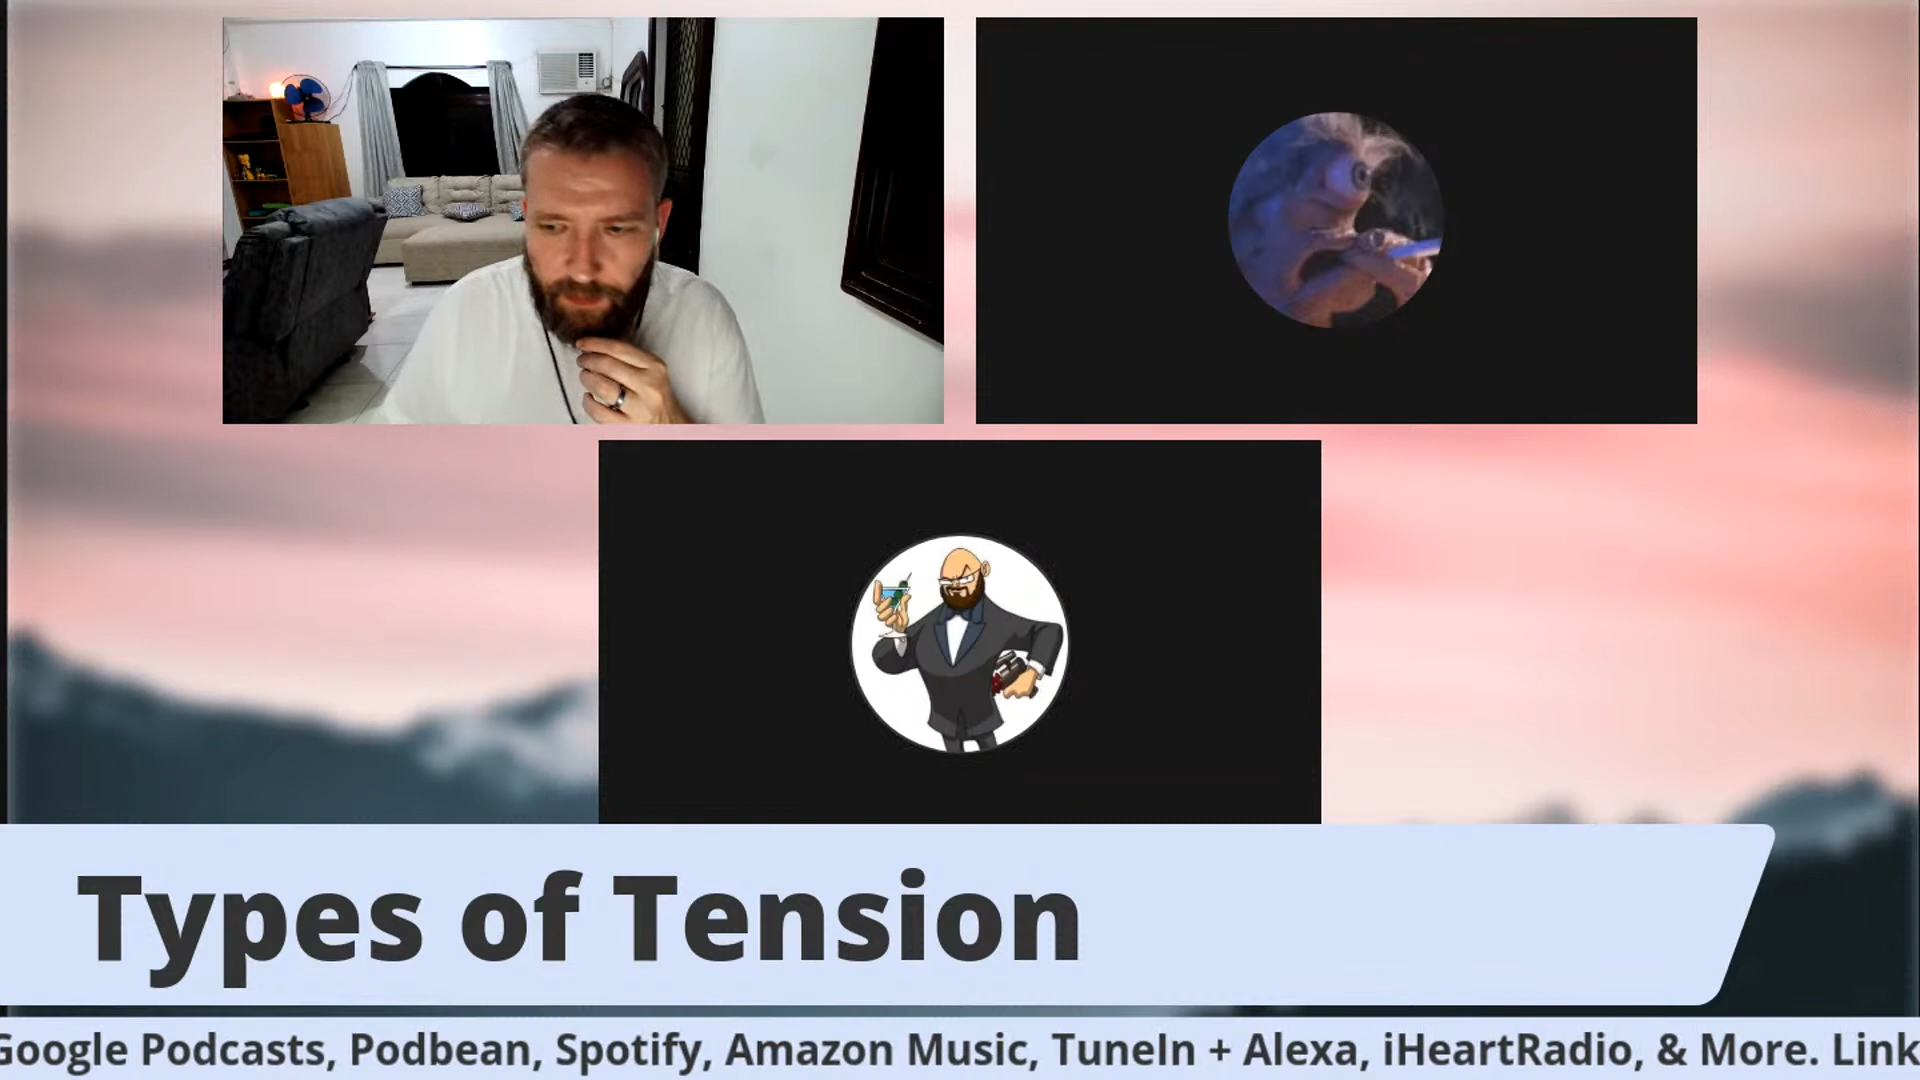 Types of Tension
Google Podcasts, Podbean, Spotify, Amazon Music, TuneIn + Alexa, iHeartRadio, & More. Link